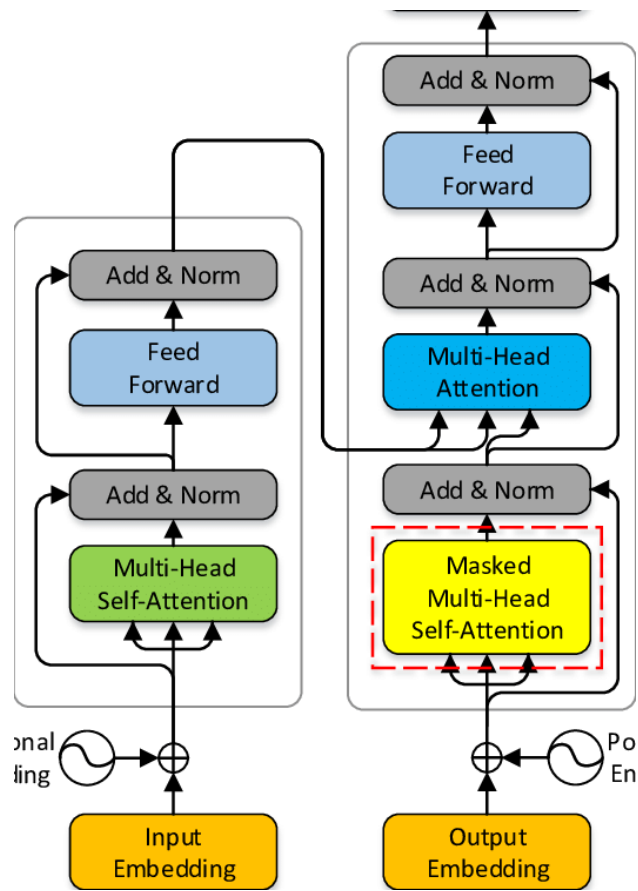 Add & Norm
Feed
Forward
Add & Norm
Multi-Head
Self-Attention
Input
Embedding
Add & Norm
Feed
Forward
Add & Norm
Multi-Head
Attention
Add & Norm
Masked
Multi-Head
Self-Attention
Output
Embedding